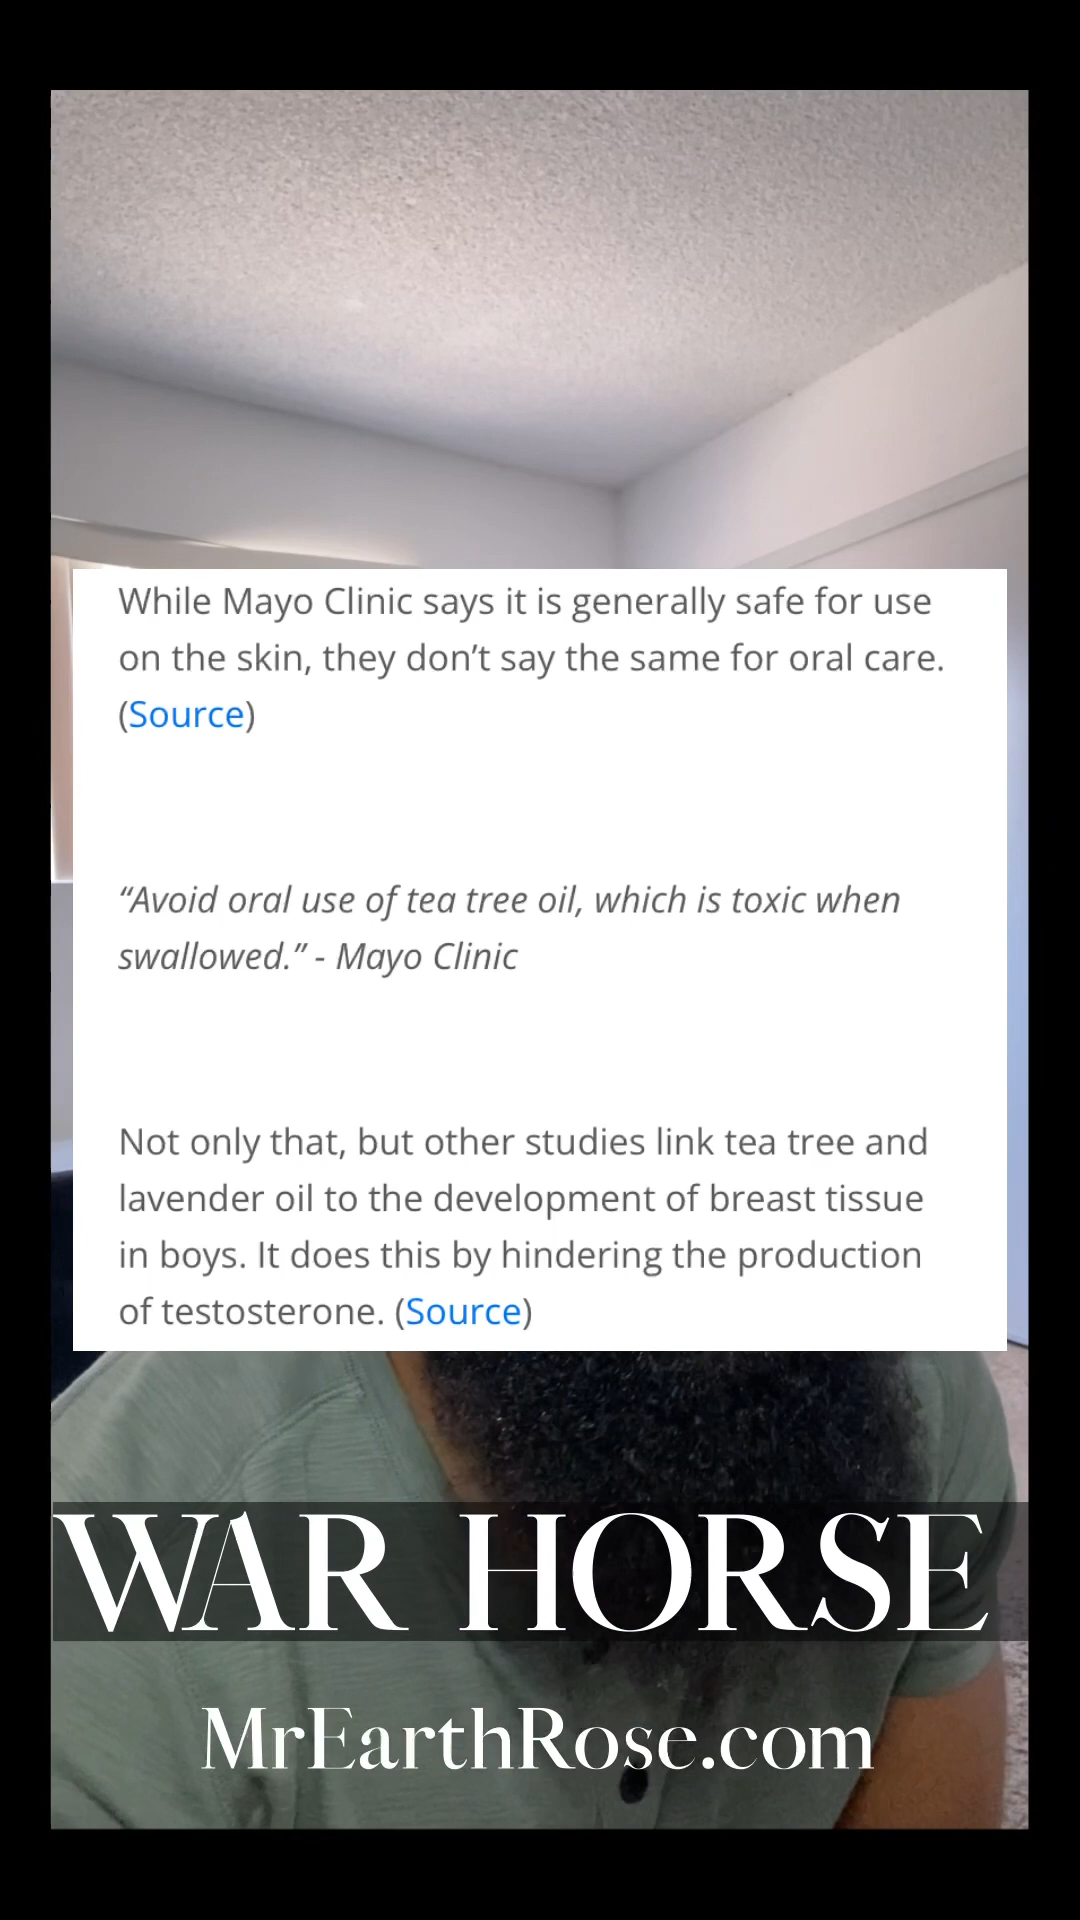 While Mayo Clinic says it is generally safe for use
on the skin, they don’t say the same for oral care.
(Source)
“Avoid oral use of tea tree oil, which is toxic when
swallowed.” - Mayo Clinic
Not only that, but other studies link tea tree and
lavender oil to the development of breast tissue
in boys. It does this by hindering the production
of testosterone. (Source)
WAR HORSE
MrEarthRose.com